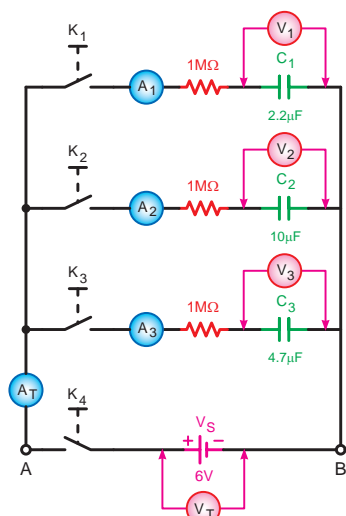 K1
V1
A1
1MΩ
C1
2.2µF
K2
V2
A2
1MΩ
C2
10µF
K3
V3
A3
1MΩ
C3
4.7µF
AT
K4
VS
+ −
A
B
6V
VT